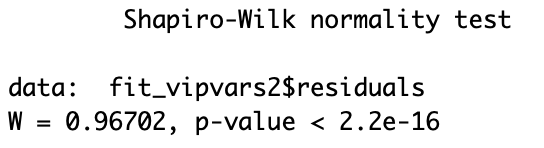 Shapiro-Wilk normality test
data:  fit_vipvars2$residuals
W = 0.96702, p-value < 2.2e-16